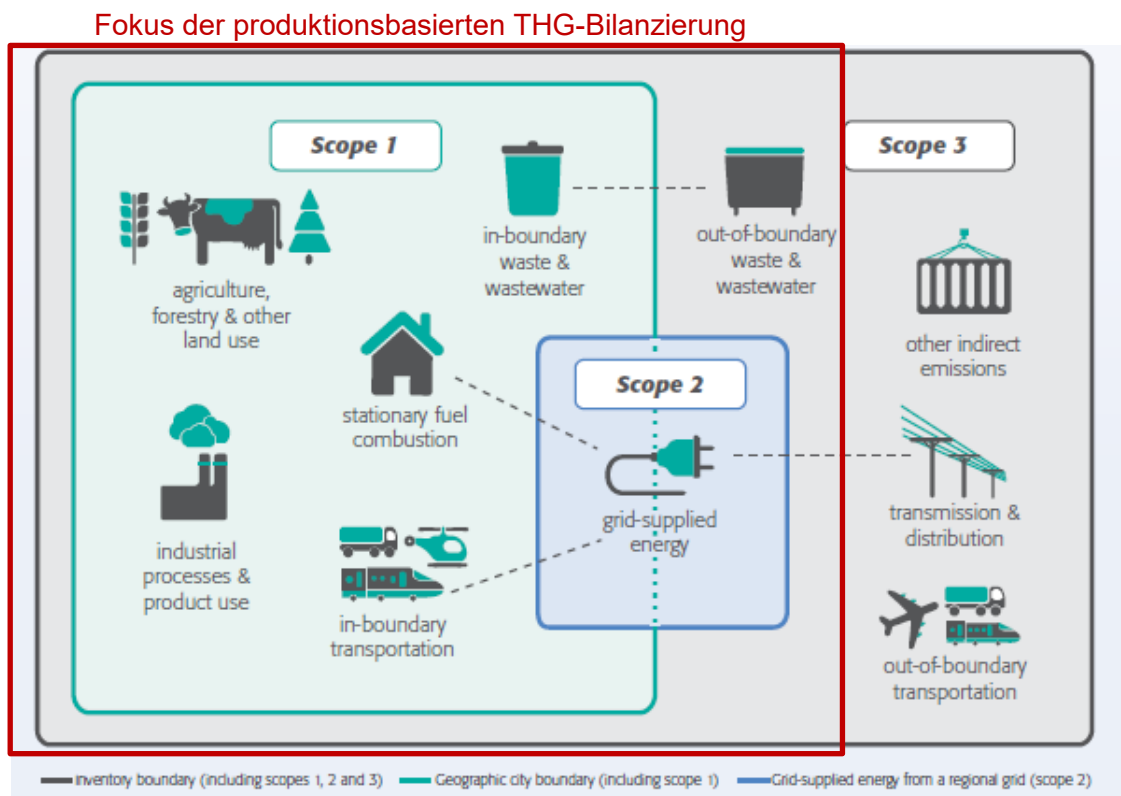 Fokus der produktionsbasierten THG-Bilanzierung
Scope 1
Scope 3
in-boundary
waste &
wastewater
out-of-boundary
waste &
wastewater
agriculture,
forestry & other
land use
other indirect
emissions
stationary fuel
combustion
Scope 2
grid-supplied
energy
transmission &
distribution
industrial
processes &
product use
in-boundary
transportation
out-of-boundary
transportation
Inventory boundary (including scopes 1, 2 and 3)
Geographic city boundary (including scope 1)
Grid-supplied energy from a regional grid (scope 2)